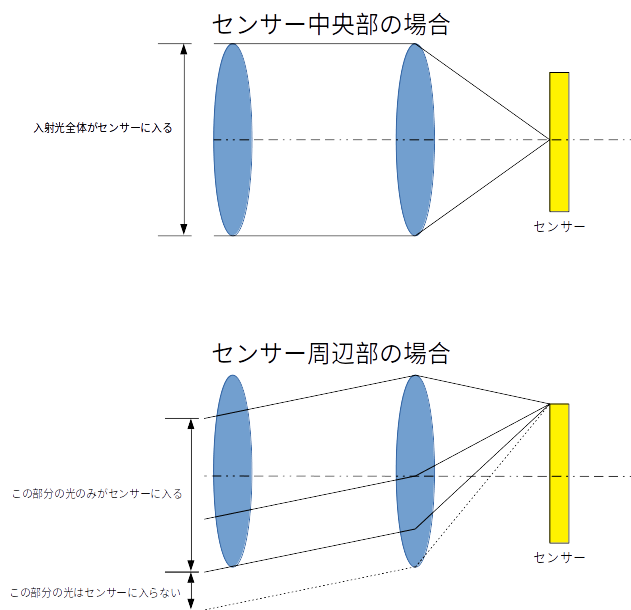 センサー中央部の場合
入射光全体がセンサーに入る
センサー
センサー周辺部の場合
この部分の光のみがセンサーに入る
センサー
この部分の光はセンサーに入らない